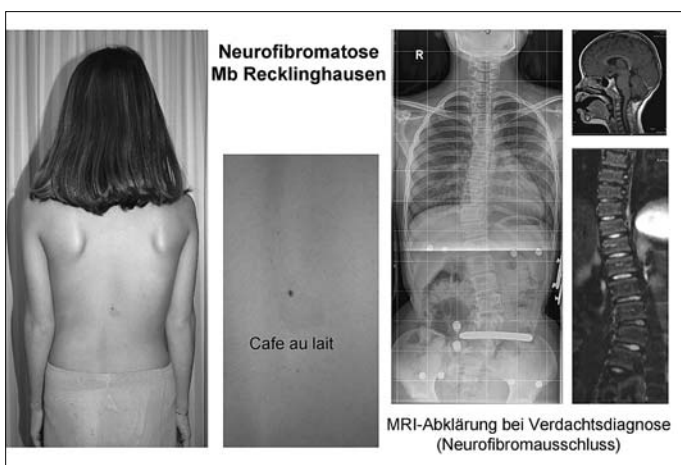 Neurofibromatose
Mb Recklinghausen
R
Cafe au lait
MRI-Abklärung bei Verdachtsdiagnose
(Neurofibromausschluss)